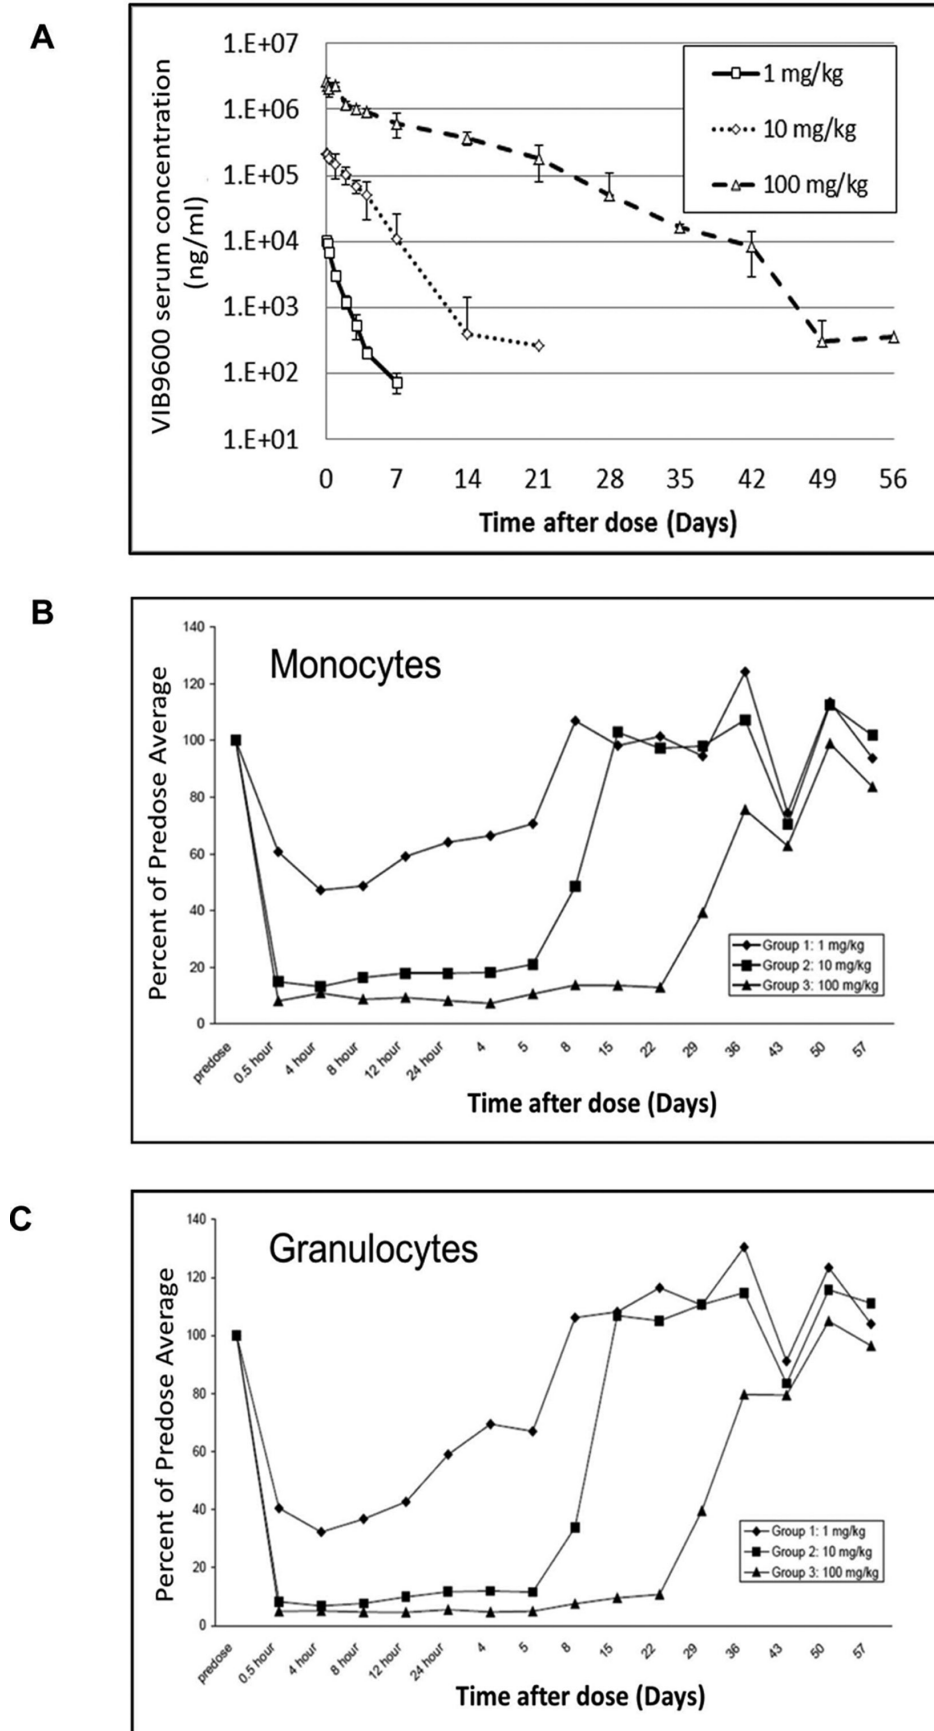 A
VIB9600 serum concentration
(ng/ml)
1.E+07
1.E+06
1.E+05
1.E+04
1.E+03
1.E+02
1.E+01
1 mg/kg
10 mg/kg
100 mg/kg
0 7 14 21 28 35 42 49 56
Time after dose (Days)
B
Percent of Predose Average
Monocytes
140
120
100
80
60
40
20
0
Group 1: 1 mg/kg
Group 2: 10 mg/kg
Group 3: 100 mg/kg
predose 0.5 hour 4 hour 8 hour 12 hour 24 hour 4 5 8 15 22 29 36 43 50 57
Time after dose (Days)
C
Percent of Predose Average
Granulocytes
140
120
100
80
60
40
20
0
Group 1: 1 mg/kg
Group 2: 10 mg/kg
Group 3: 100 mg/kg
predose 0.5 hour 4 hour 8 hour 12 hour 24 hour 4 5 8 15 22 29 36 43 50 57
Time after dose (Days)